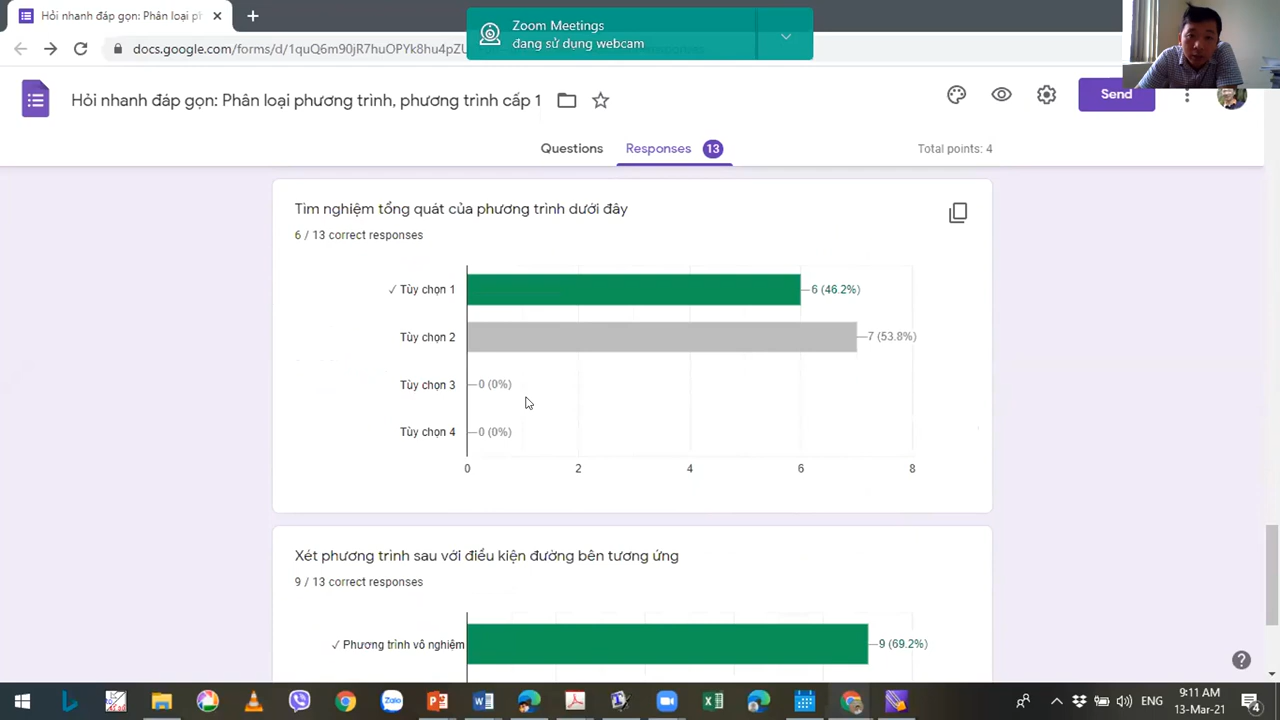 Hỏi nhanh đáp gọn: Phân loại ph
Zoom Meetings
đang sử dụng webcam
docs.google.com/forms/d/1quQ6m90jR7huOPYk8hu4pZU
Hỏi nhanh đáp gọn: Phân loại phương trình, phương trình cấp 1
Send
Questions
Responses
13
Total points: 4
Tìm nghiệm tổng quát của phương trình dưới đây
6 / 13 correct responses
✓ Tùy chọn 1
6 (46.2%)
Tùy chọn 2
7 (53.8%)
Tùy chọn 3
0 (0%)
Tùy chọn 4
0 (0%)
0 2 4 6 8
Xét phương trình sau với điều kiện đường bên tương ứng
9 / 13 correct responses
✓ Phương trình vô nghiệm
9 (69.2%)
Zalo
ENG
9:11 AM
13-Mar-21
4